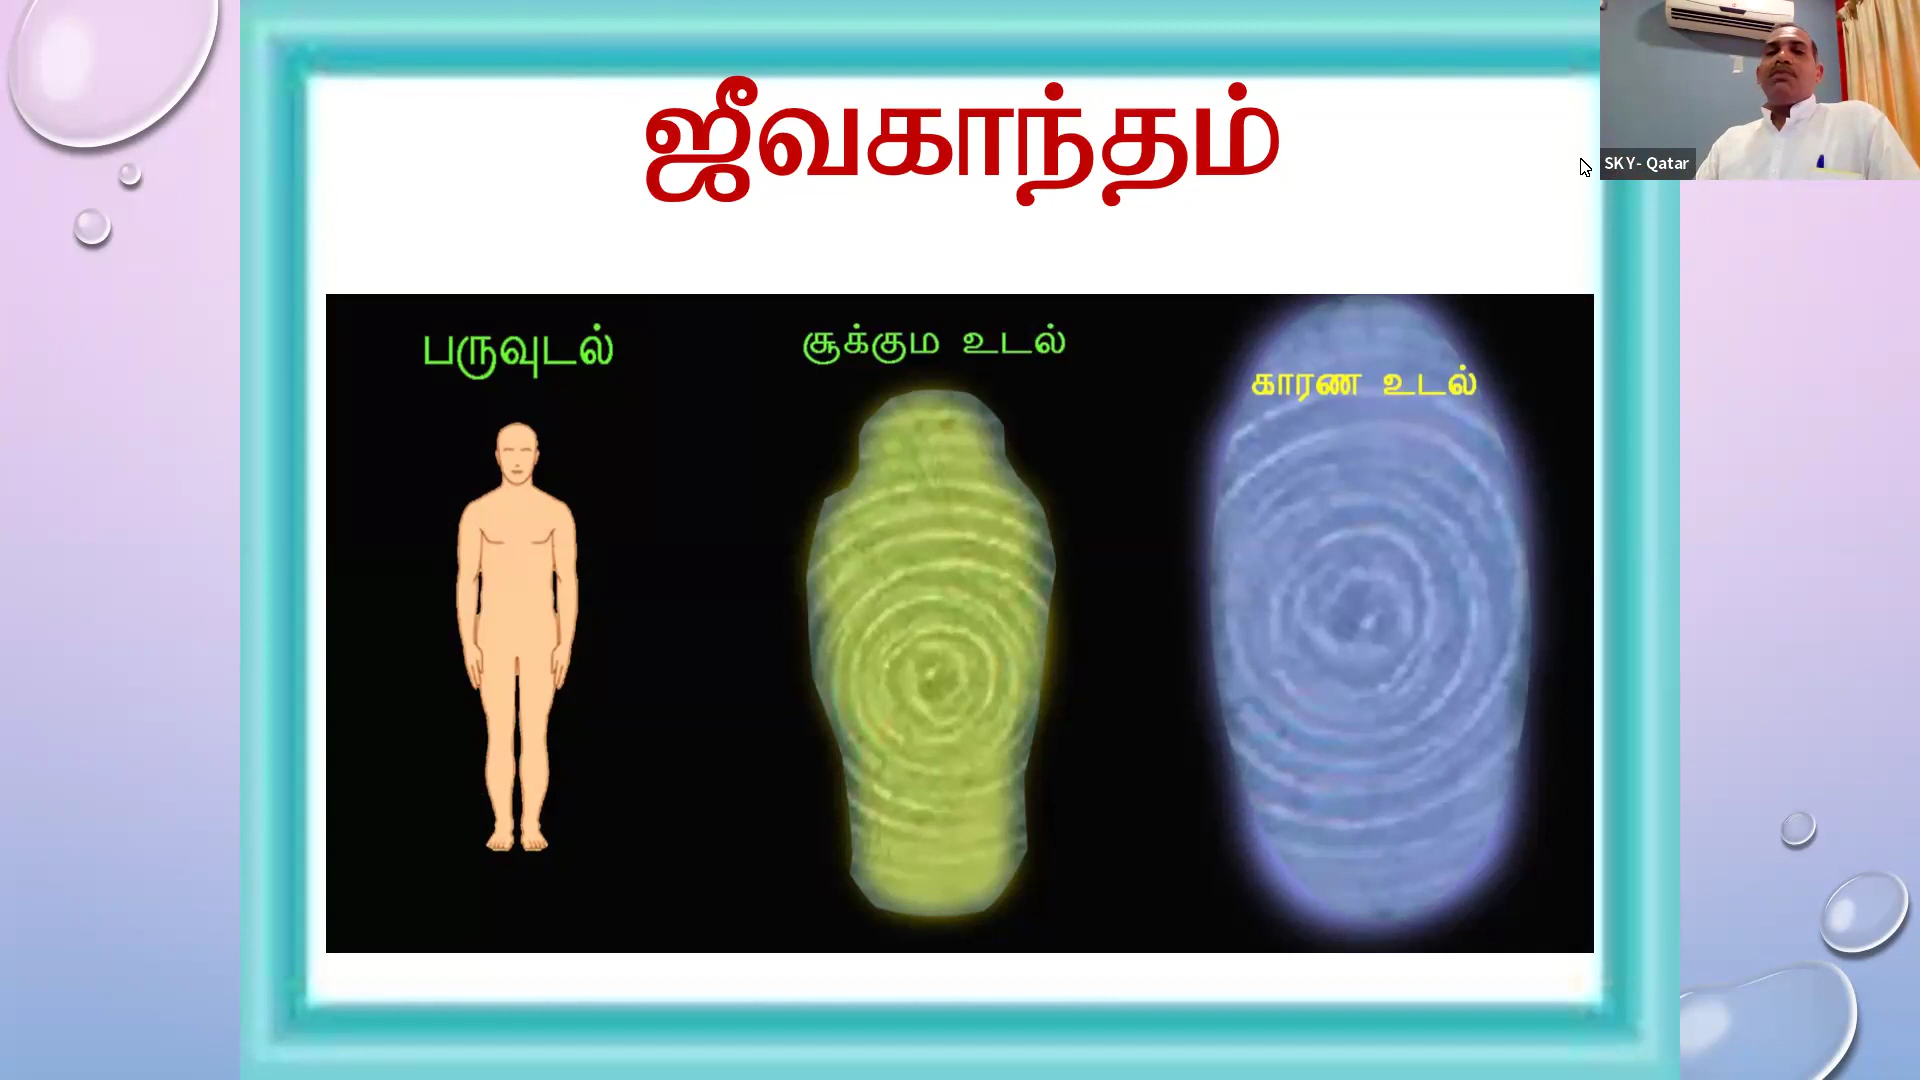 ஜீவகாந்தம்
SKY- Qatar
பருவுடல்
சூக்கும உடல்
காரண உடல்